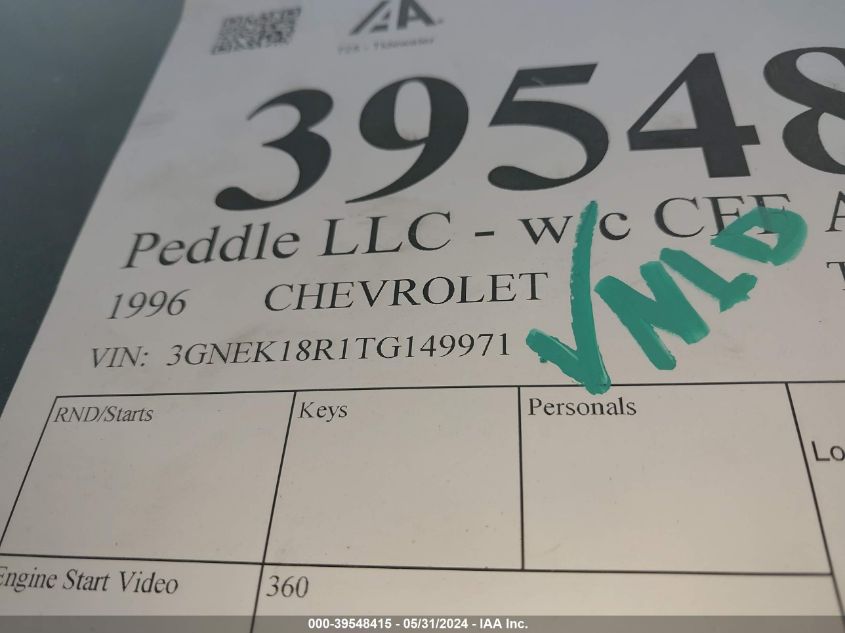 IAA
39548
Peddle LLC - w/c CFF A
1996 CHEVROLET
VIN: 3GNEK18R1TG149971
VNLD
RND/Starts
Keys
Personals
Lo
Engine Start Video
360
000-39548415 - 05/31/2024 - IAA Inc.